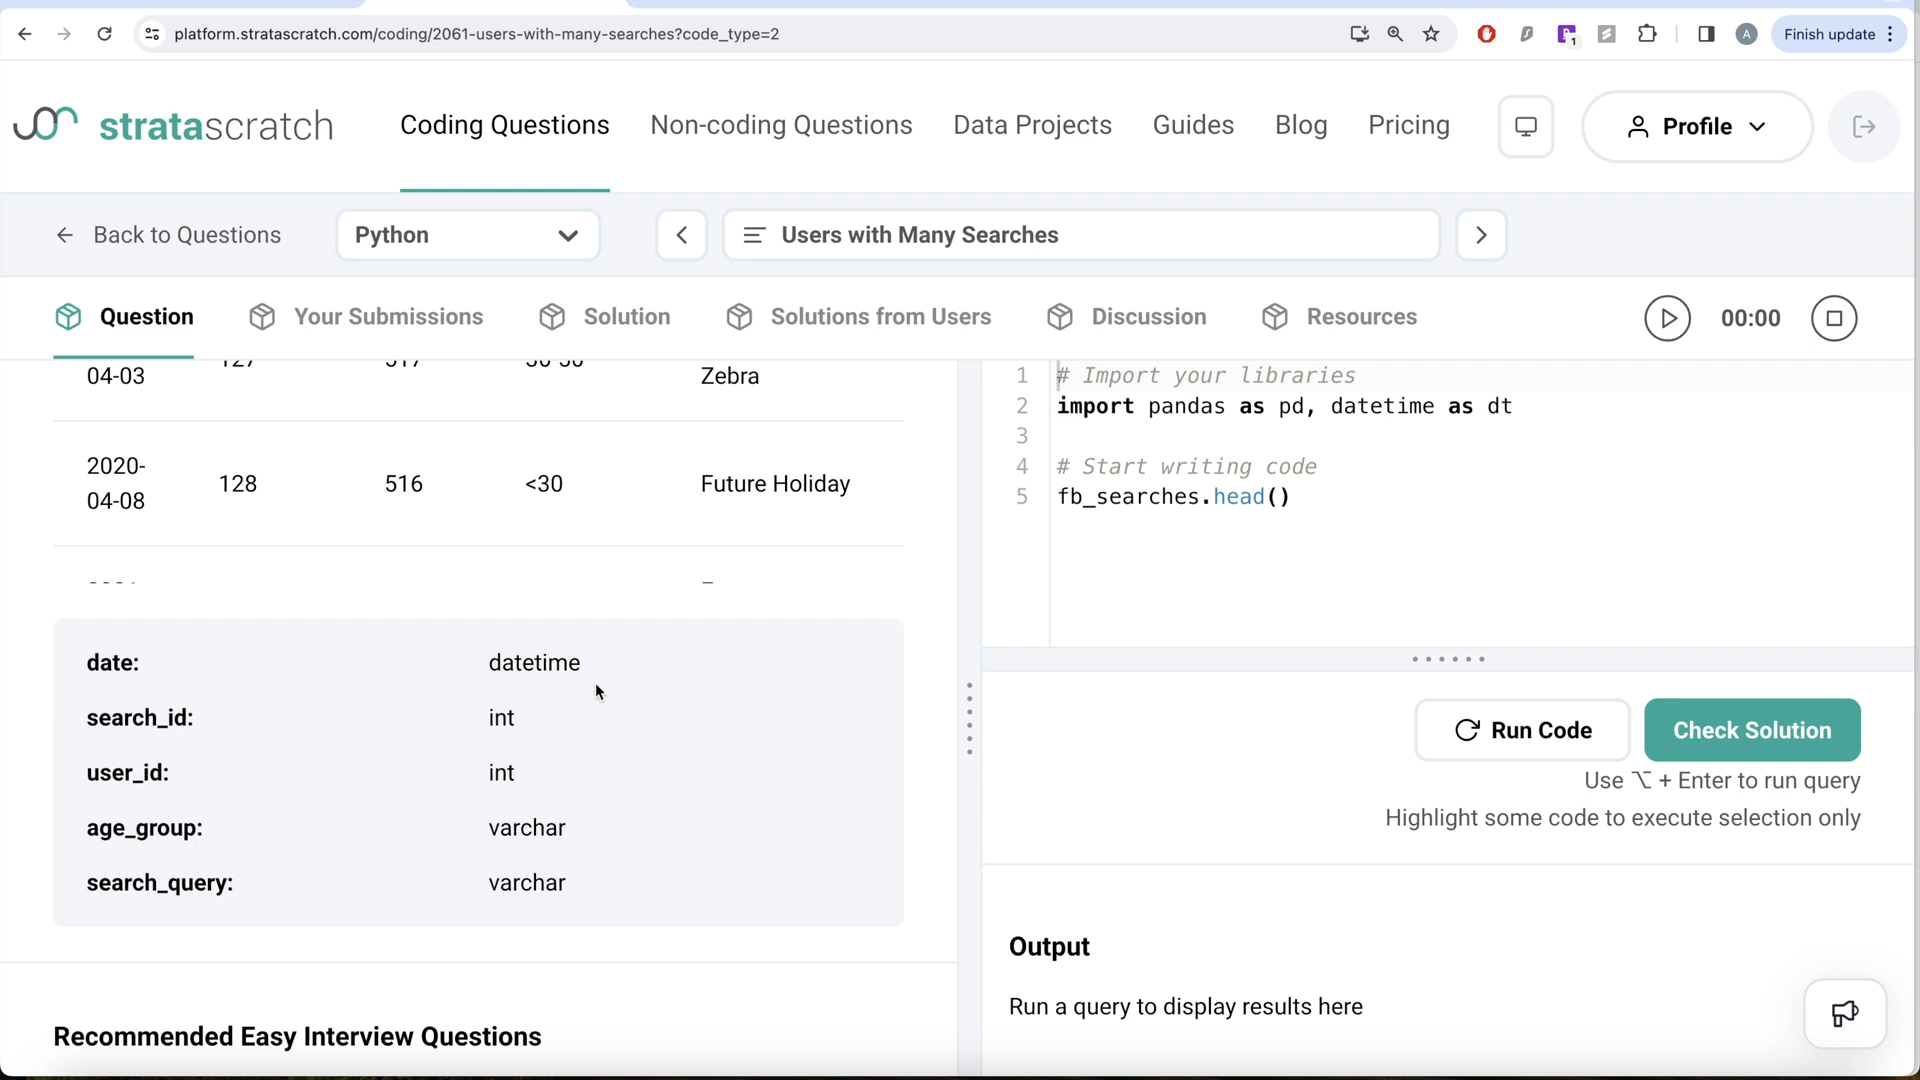 platform.stratascratch.com/coding/2061-users-with-many-searches?code_type=2
1
A
Finish update
stratascratch
Coding Questions
Non-coding Questions
Data Projects
Guides
Blog
Pricing
Profile
Back to Questions
Python
Users with Many Searches
Question
Your Submissions
Solution
Solutions from Users
Discussion
Resources
00:00
04-03
Zebra
2020-
04-08
128
516
<30
Future Holiday
date:
datetime
search_id:
int
user_id:
int
age_group:
varchar
search_query:
varchar
Recommended Easy Interview Questions
1 # Import your libraries
2 import pandas as pd, datetime as dt
3
4 # Start writing code
5 fb_searches.head()
Run Code
Check Solution
Use ⌥ + Enter to run query
Highlight some code to execute selection only
Output
Run a query to display results here